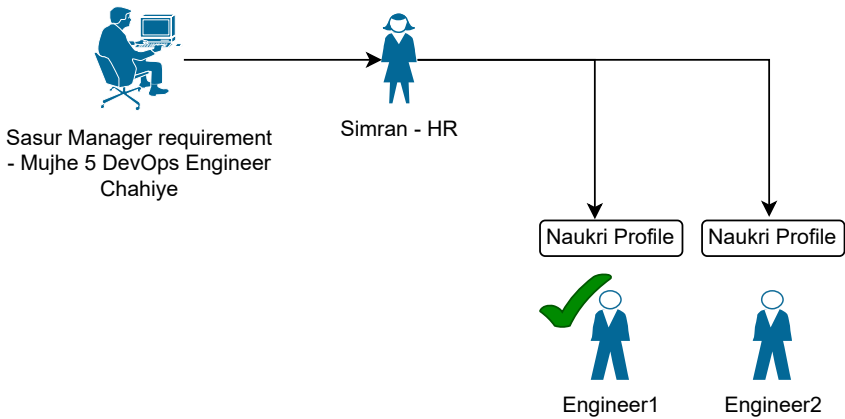 Sasur Manager requirement
- Mujhe 5 DevOps Engineer
Chahiye
Simran - HR
Naukri Profile
Naukri Profile
Engineer1
Engineer2